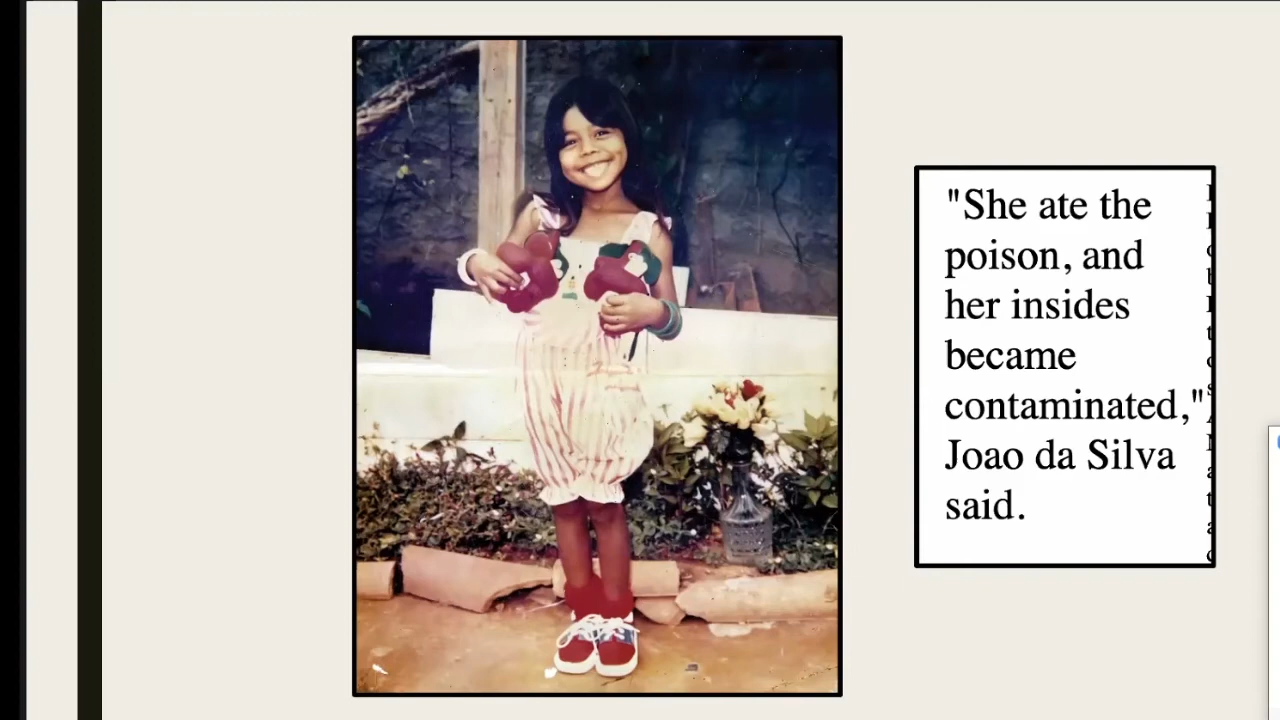 "She ate the
poison, and
her insides
became
contaminated,"
Joao da Silva
said.